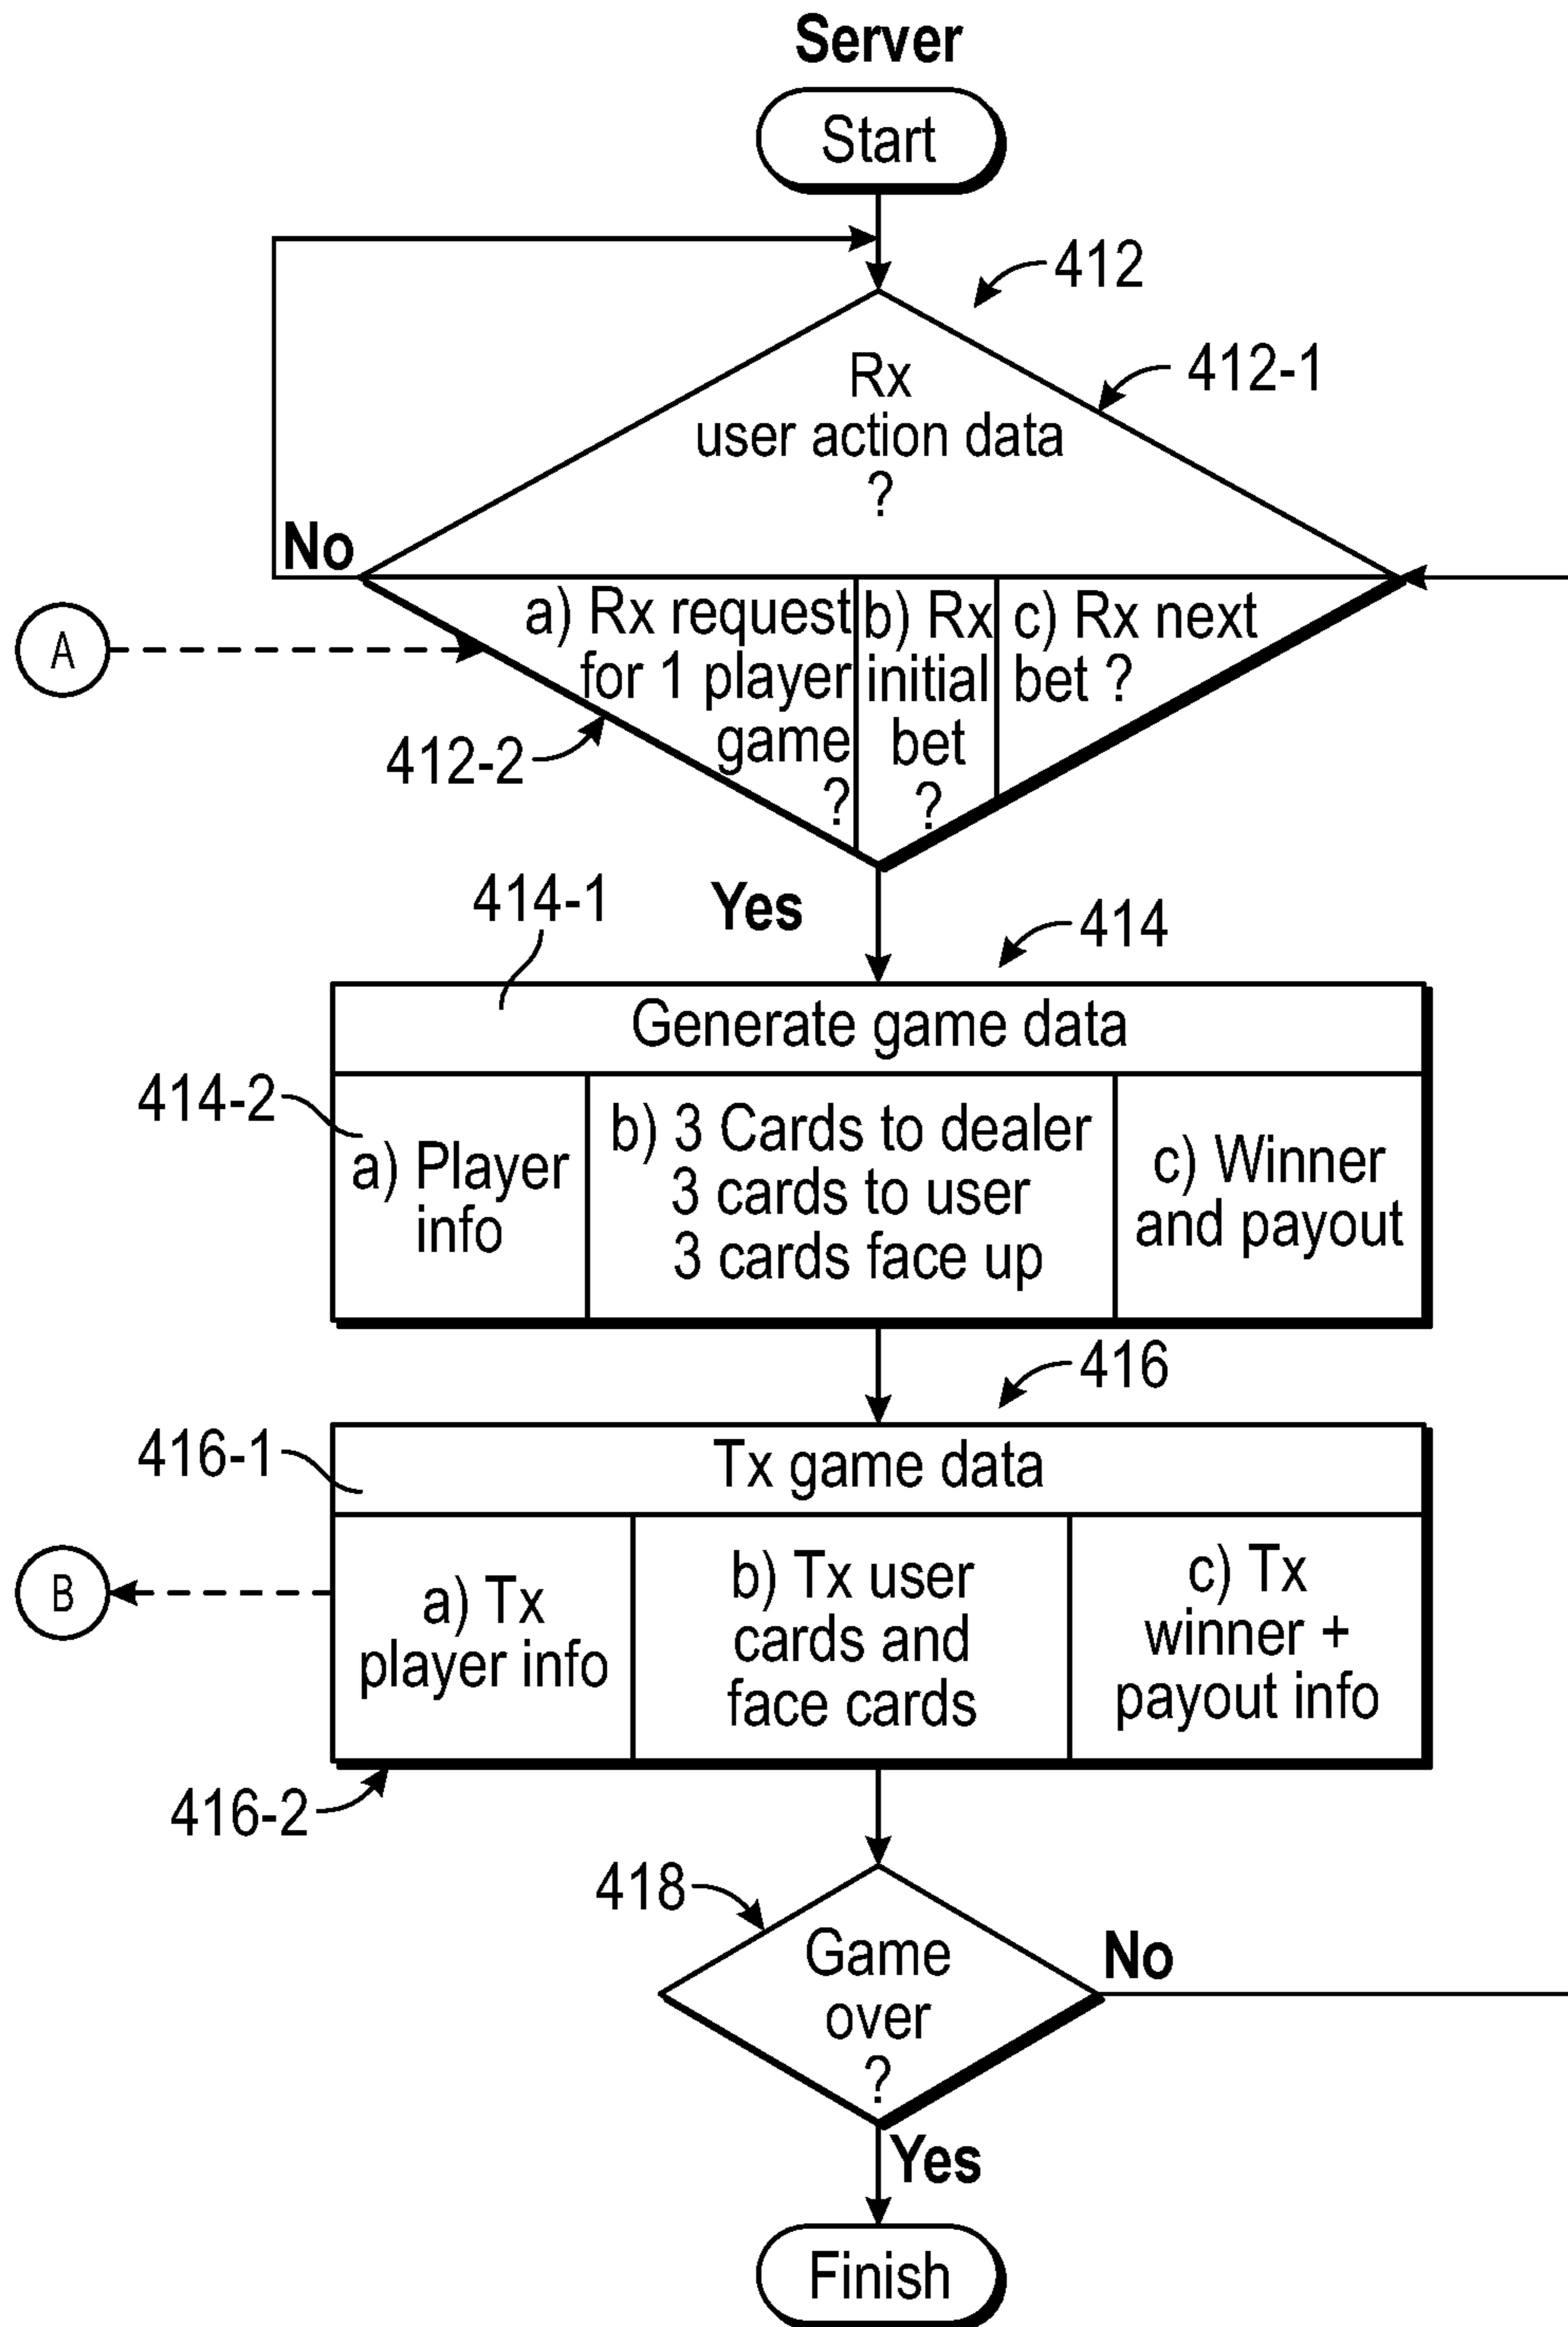 Server
Start
412
412-1
Rx
user action data
?
No
a) Rx request
for 1 player
game
?
b) Rx
initial
bet
?
c) Rx next
bet ?
A
412-2
Yes
414-1
414
Generate game data
414-2
a) Player
info
b) 3 Cards to dealer
3 cards to user
3 cards face up
c) Winner
and payout
416
416-1
Tx game data
B
a) Tx
player info
b) Tx user
cards and
face cards
c) Tx
winner +
payout info
416-2
418
Game
over
?
No
Yes
Finish